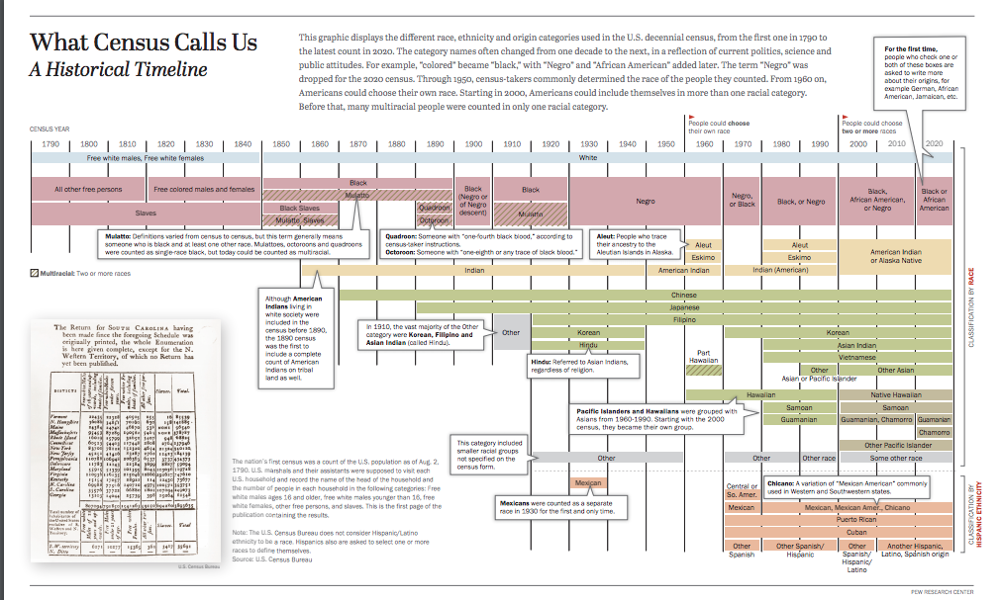 What Census Calls Us
A Historical Timeline
This graphic displays the different race, ethnicity and origin categories used in the U.S. decennial census, from the first one in 1790 to
the latest count in 2020. The category names often changed from one decade to the next, in a reflection of current politics, science and
public attitudes. For example, "colored" became "black," with "Negro" and "African American" added later. The term "Negro" was
dropped for the 2020 census. Through 1950, census-takers commonly determined the race of the people they counted. From 1960 on,
Americans could choose their own race. Starting in 2000, Americans could include themselves in more than one racial category.
Before that, many multiracial people were counted in only one racial category.
For the first time,
people who check one or
both of these boxes are
asked to write more
about their origins, for
example German, African
American, Jamaican, etc.
People could choose
their own race
People could choose
two or more races
CENSUS YEAR
1790 1800 1810 1820 1830 1840 1850 1860 1870 1880 1890 1900 1910 1920 1930 1940 1950 1960 1970 1980 1990 2000 2010 2020
Free white males, Free white females
White
All other free persons
Free colored males and females
Slaves
Black
Mulatto
Black Slaves
Mulatto Slaves
Quadroon
Octoroon
Black
(Negro or
of Negro
descent)
Black
Mulatto
Negro
Negro,
or Black
Black, or Negro
Black,
African American,
or Negro
Black or
African
American
Mulatto: Definitions varied from census to census, but this term generally means
someone who is black and at least one other race. Mulattoes, octoroons and quadroons
were counted as single-race black, but today could be counted as multiracial.
Quadroon: Someone with "one-fourth black blood," according to
census-taker instructions.
Octoroon: Someone with "one-eighth or any trace of black blood."
Aleut: People who trace
their ancestry to the
Aleutian Islands in Alaska.
Aleut
Eskimo
Aleut
Eskimo
American Indian
or Alaska Native
Multiracial: Two or more races
Indian
American Indian
Indian (American)
Although American
Indians living in
white society were
included in the
census before 1890,
the 1890 census
was the first to
include a complete
count of American
Indians on tribal
land as well.
Chinese
Japanese
Filipino
In 1910, the vast majority of the Other
category were Korean, Filipino and
Asian Indian (called Hindu).
Other
Korean
Hindu
Korean
Asian Indian
Vietnamese
Hindu: Referred to Asian Indians,
regardless of religion.
Part
Hawaiian
Other
Other Asian
Asian or Pacific Islander
Hawaiian
Native Hawaiian
Pacific Islanders and Hawaiians were grouped with
Asians from 1960-1990. Starting with the 2000
census, they became their own group.
Samoan
Samoan
Guamanian
Guamanian, Chamorro
Guamanian
Chamorro
Other Pacific Islander
This category included
smaller racial groups
not specified on the
census form.
Other
Other
Other race
Some other race
CLASSIFICATION BY RACE
Mexican
Mexicans were counted as a separate
race in 1930 for the first and only time.
Chicano: A variation of "Mexican American" commonly
used in Western and Southwestern states.
Central or
So. Amer.
Mexican
Mexican, Mexican Amer., Chicano
Puerto Rican
Cuban
Other
Spanish
Other Spanish/
Hispanic
Other
Spanish/
Hispanic/
Latino
Another Hispanic,
Latino, Spanish origin
CLASSIFICATION BY
HISPANIC ETHNICITY
The Return for SOUTH CAROLINA having
been made since the foregoing Schedule was
originally printed, the whole Enumeration
is here given complete, except for the N.
Western Territory, of which no Return has
yet been published.
DISTRICTS
Slaves.
Total.
Vermont
N. Hampshire
Maine
Massachusetts
Connecticut
New York
New Jersey
Pennsylvania
Delaware
Maryland
Virginia
Kentucky
N. Carolina
S. Carolina
Georgia
U.S. Census Bureau
The nation's first census was a count of the U.S. population as of Aug. 2,
1790. U.S. marshals and their assistants were supposed to visit each
U.S. household and record the name of the head of the household and
the number of people in each household in the following categories: Free
white males ages 16 and older, free white males younger than 16, free
white females, other free persons, and slaves. This is the first page of the
publication containing the results.
Note: The U.S. Census Bureau does not consider Hispanic/Latino
ethnicity to be a race. Hispanics also are asked to select one or more
races to define themselves.
Source: U.S. Census Bureau
PEW RESEARCH CENTER